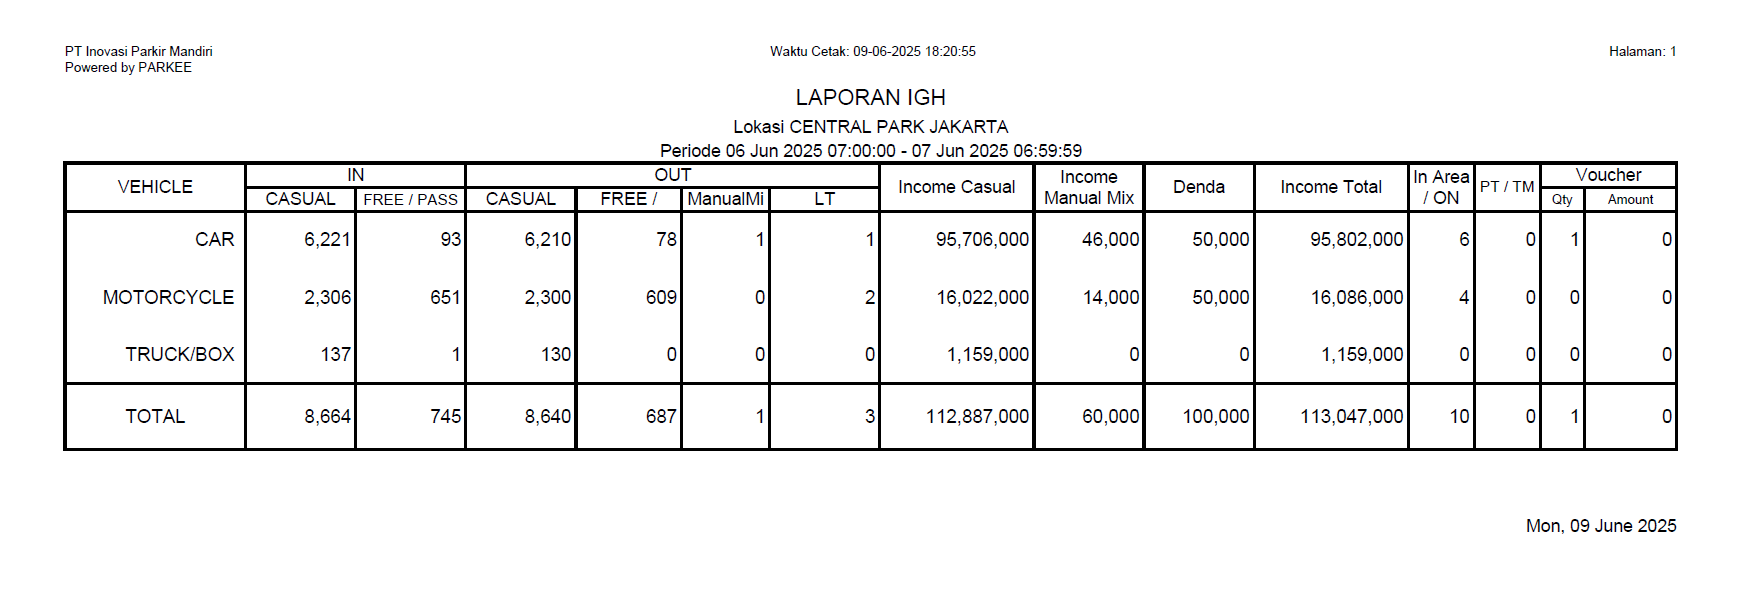 PT Inovasi Parkir Mandiri Waktu Cetak: 09-06-2025 18:20:55 Halaman: 1
Powered by PARKEE
LAPORAN IGH
Lokasi CENTRAL PARK JAKARTA
Periode 06 Jun 2025 07:00:00 - 07 Jun 2025 06:59:59
VEHICLE IN OUT Income Casual Income Manual Mix Denda Income Total In Area / ON PT / TM Voucher
CASUAL FREE / PASS CASUAL FREE / ManualMi LT Qty Amount
CAR 6,221 93 6,210 78 1 1 95,706,000 46,000 50,000 95,802,000 6 0 1 0
MOTORCYCLE 2,306 651 2,300 609 0 2 16,022,000 14,000 50,000 16,086,000 4 0 0 0
TRUCK/BOX 137 1 130 0 0 0 1,159,000 0 0 1,159,000 0 0 0 0
TOTAL 8,664 745 8,640 687 1 3 112,887,000 60,000 100,000 113,047,000 10 0 1 0
Mon, 09 June 2025